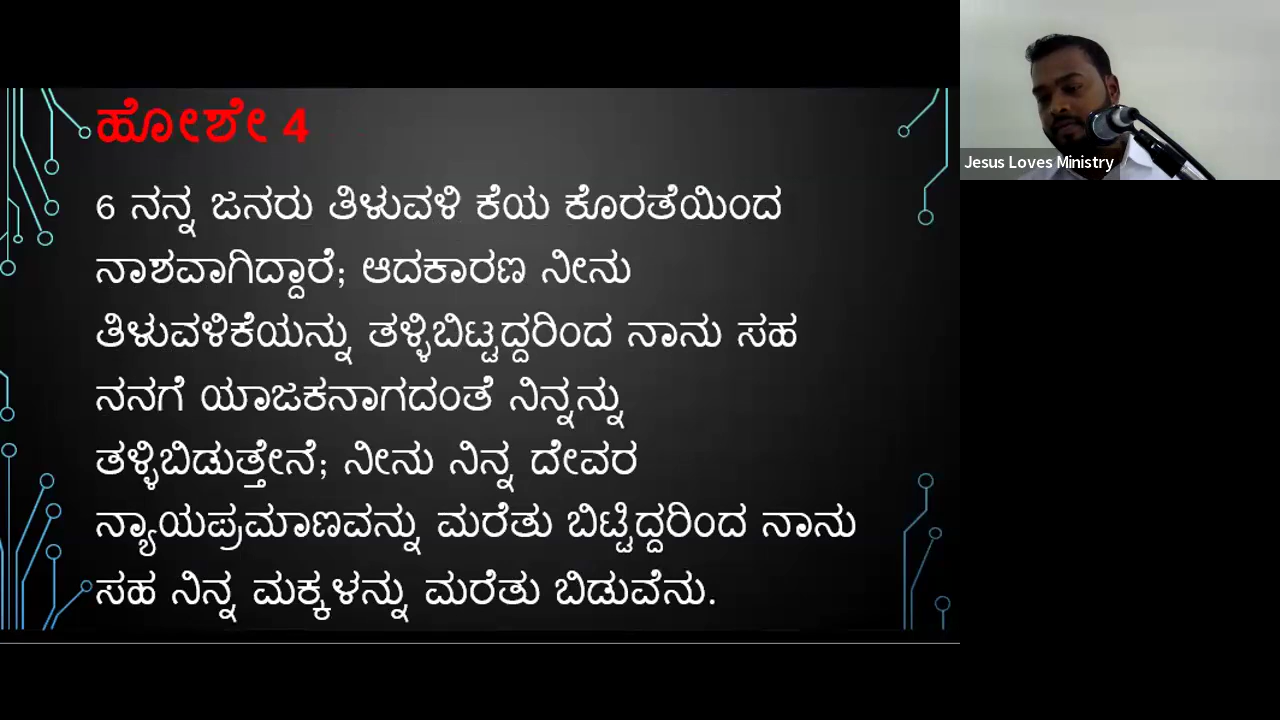 ಹೋಶೇ 4
6 ನನ್ನ ಜನರು ತಿಳುವಳಿ ಕೆಯ ಕೊರತೆಯಿಂದ
ನಾಶವಾಗಿದ್ದಾರೆ; ಆದಕಾರಣ ನೀನು
ತಿಳುವಳಿಕೆಯನ್ನು ತಳ್ಳಿಬಿಟ್ಟದ್ದರಿಂದ ನಾನು ಸಹ
ನನಗೆ ಯಾಜಕನಾಗದಂತೆ ನಿನ್ನನ್ನು
ತಳ್ಳಿಬಿಡುತ್ತೇನೆ; ನೀನು ನಿನ್ನ ದೇವರ
ನ್ಯಾಯಪ್ರಮಾಣವನ್ನು ಮರೆತು ಬಿಟ್ಟಿದ್ದರಿಂದ ನಾನು
ಸಹ ನಿನ್ನ ಮಕ್ಕಳನ್ನು ಮರೆತು ಬಿಡುವೆನು.
Jesus Loves Ministry